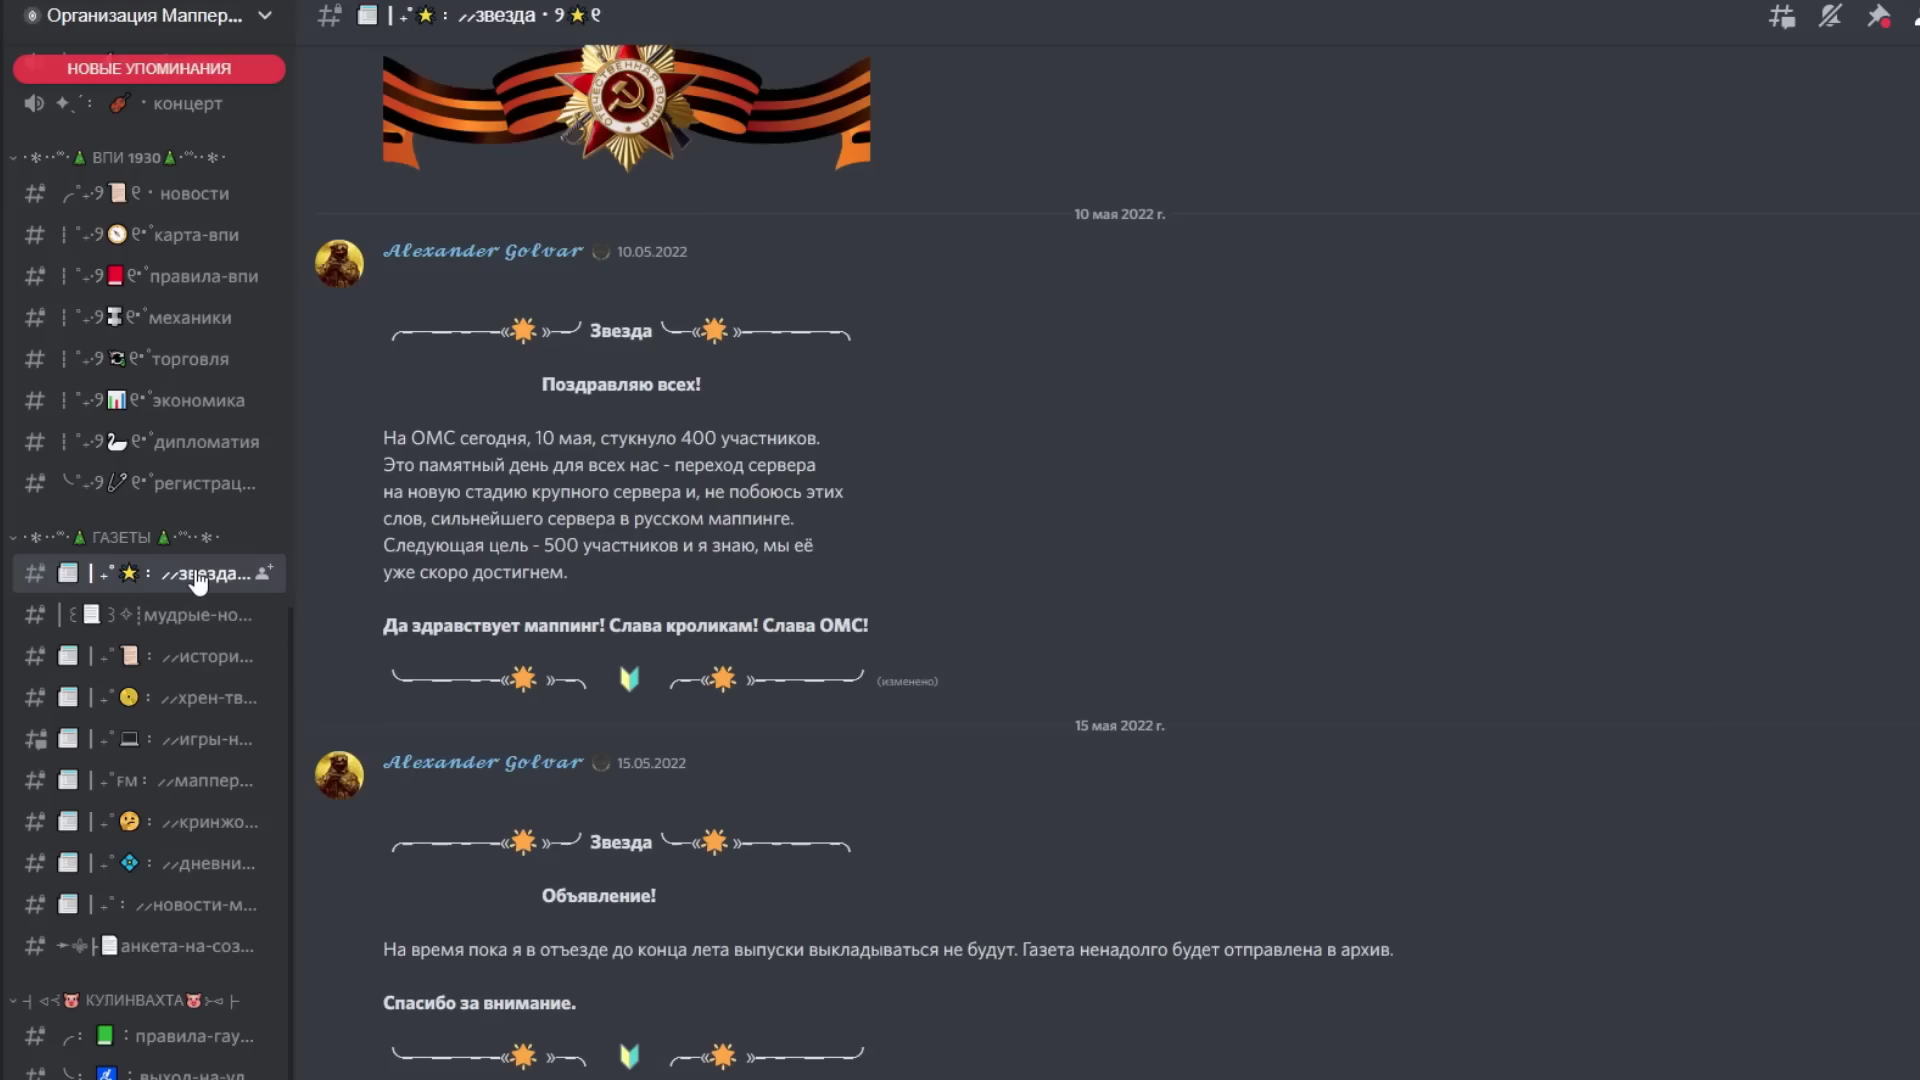 Организация Маппер...
НОВЫЕ УПОМИНАНИЯ
концерт
ВПИ 1930
новости
карта-впи
правила-впи
механики
торговля
экономика
дипломатия
регистрац...
ГАЗЕТЫ
звезда...
мудрые-но...
истори...
хрен-тв...
игры-н...
FM : маппер...
кринжо...
дневни...
новости-м...
анкета-на-соз...
КУЛИНВАХТА
правила-гау...
выход-на-ул
звезда
ОТЕЧЕСТВЕННАЯ ВОЙНА
10 мая 2022 г.
Alexander Golvar 10.05.2022
« » Звезда « »
Поздравляю всех!
На ОМС сегодня, 10 мая, стукнуло 400 участников.
Это памятный день для всех нас - переход сервера
на новую стадию крупного сервера и, не побоюсь этих
слов, сильнейшего сервера в русском маппинге.
Следующая цель - 500 участников и я знаю, мы её
уже скоро достигнем.
Да здравствует маппинг! Слава кроликам! Слава ОМС!
(изменено)
15 мая 2022 г.
Alexander Golvar 15.05.2022
« » Звезда « »
Объявление!
На время пока я в отъезде до конца лета выпуски выкладываться не будут. Газета ненадолго будет отправлена в архив.
Спасибо за внимание.